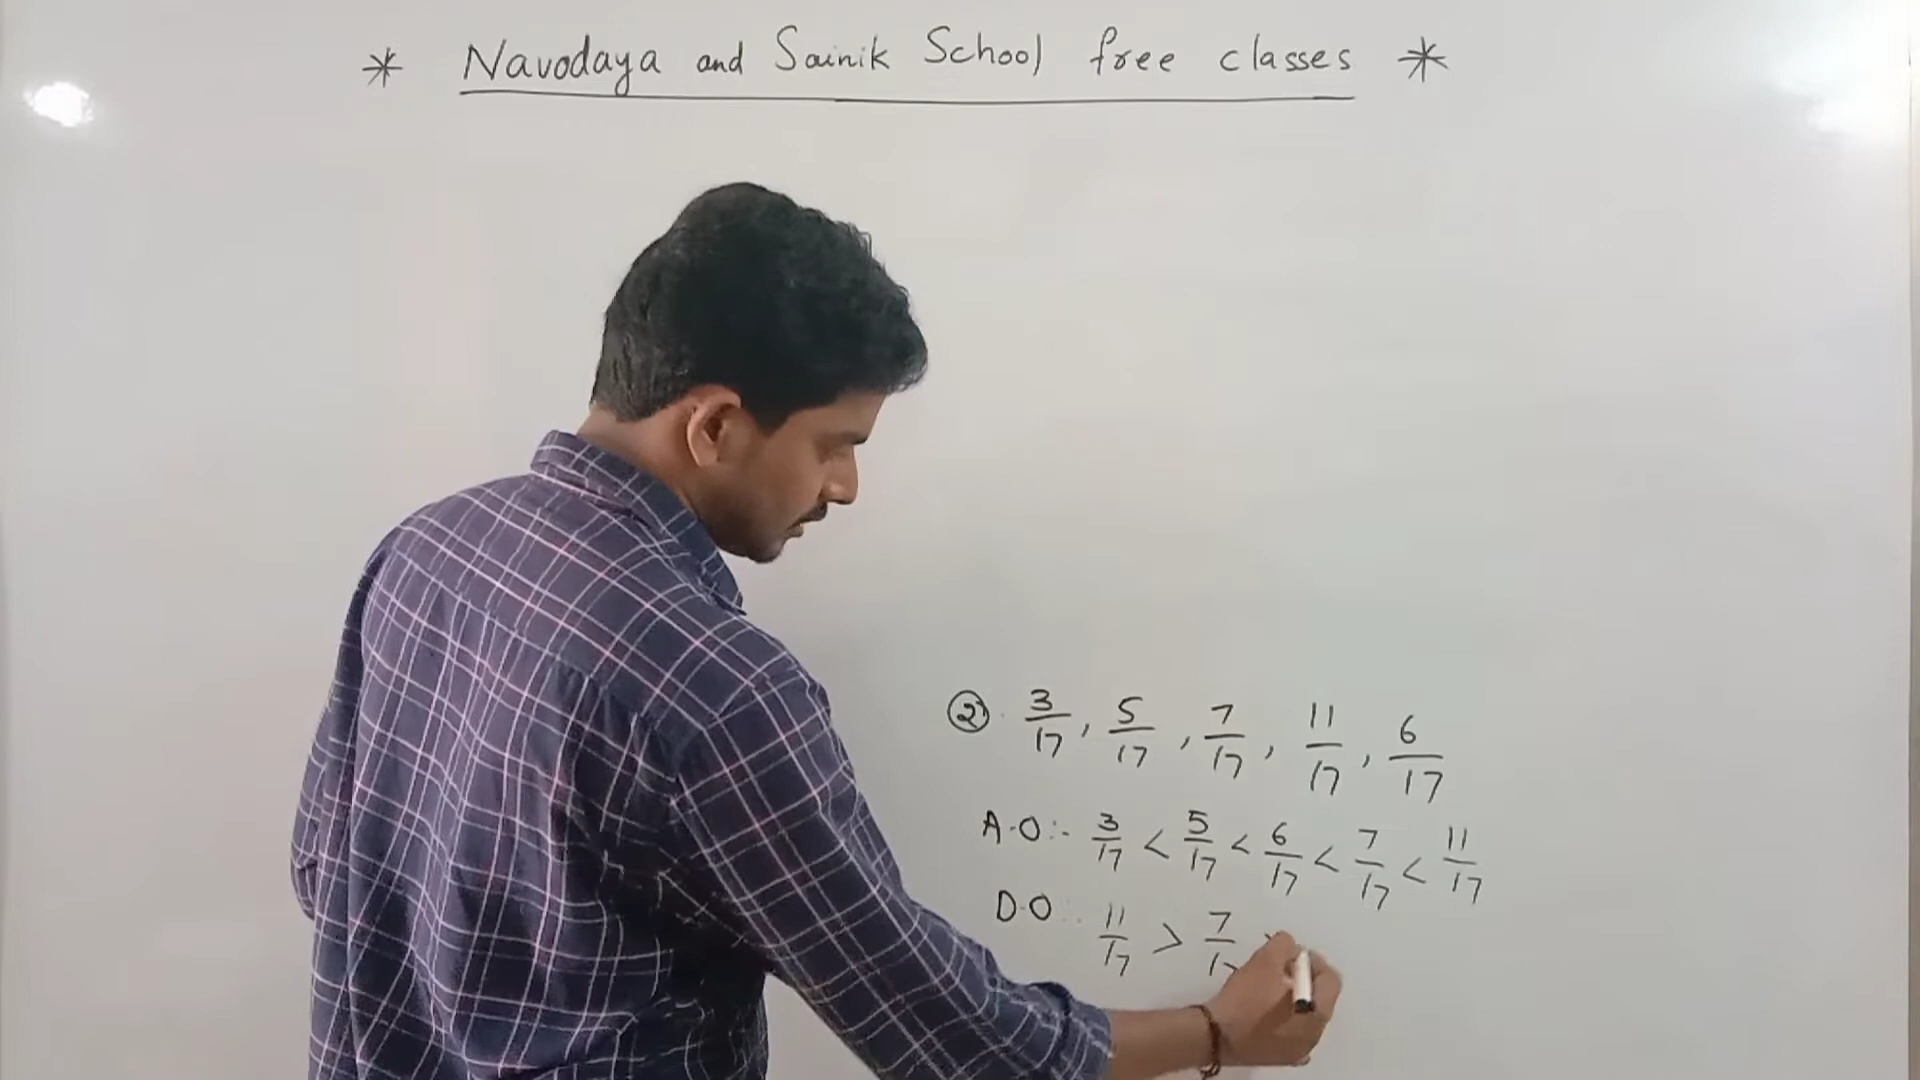 * Navodaya and Sainik School free classes *
② 3/17, 5/17, 7/17, 11/17, 6/17
A.O:- 3/17 < 5/17 < 6/17 < 7/17 < 11/17
D.O: 11/17 > 7/17